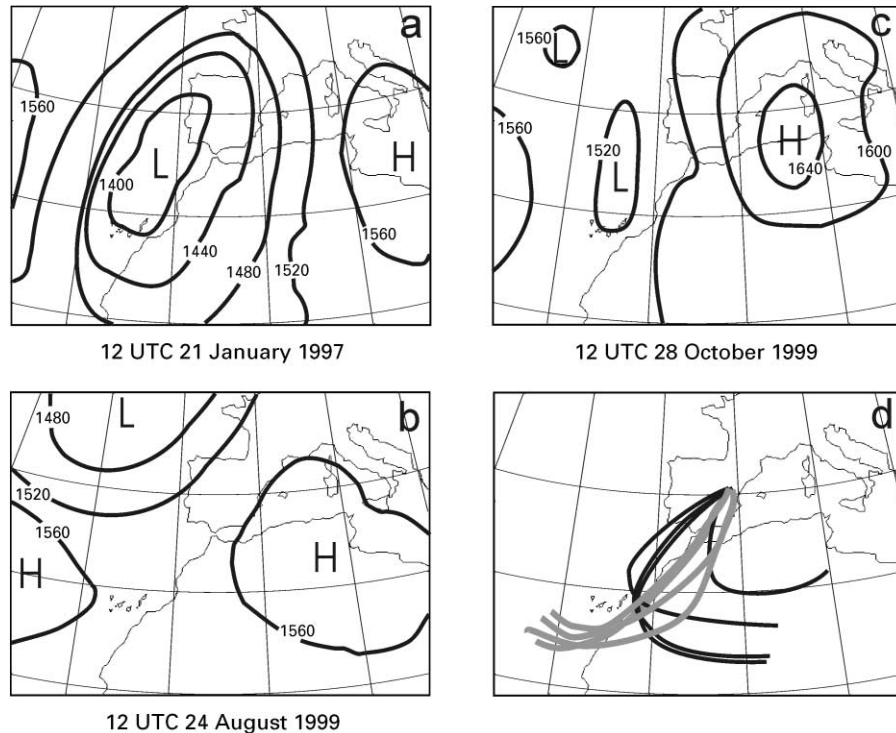 a
1560
L
1400
H
1560
1440
1480
1520
12 UTC 21 January 1997
c
1560
L
1560
1520
L
H
1640
1600
12 UTC 28 October 1999
b
1480
L
1520
1560
H
H
1560
12 UTC 24 August 1999
d